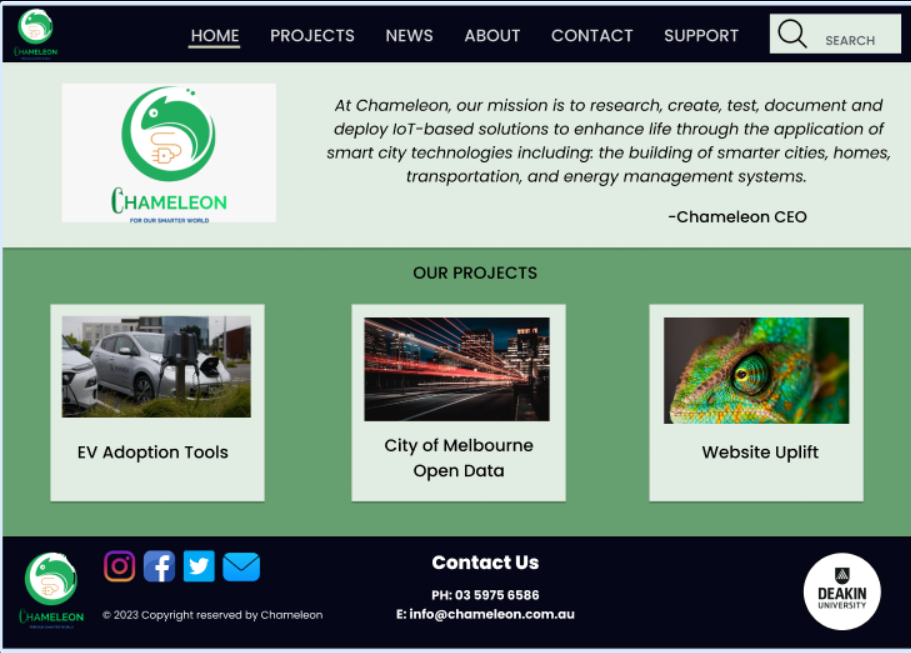 CHAMELEON
HOME PROJECTS NEWS ABOUT CONTACT SUPPORT SEARCH
At Chameleon, our mission is to research, create, test, document and
deploy IoT-based solutions to enhance life through the application of
smart city technologies including: the building of smarter cities, homes,
transportation, and energy management systems.
-Chameleon CEO
CHAMELEON
FOR OUR SMARTER WORLD
OUR PROJECTS
EV Adoption Tools
City of Melbourne
Open Data
Website Uplift
CHAMELEON
© 2023 Copyright reserved by Chameleon
Contact Us
PH: 03 5975 6586
E: info@chameleon.com.au
DEAKIN
UNIVERSITY